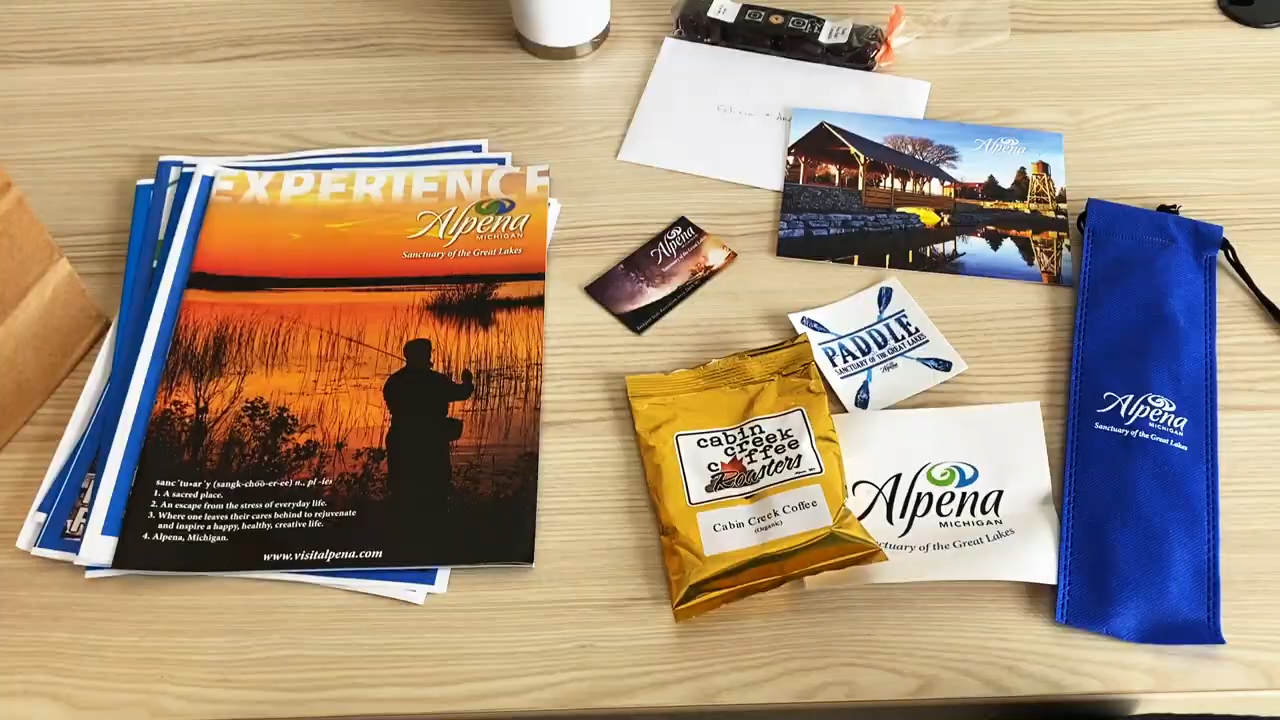 EXPERIENCE
Alpena
MICHIGAN
Sanctuary of the Great Lakes
sanc´tu•ar´y (sangk-choo-er-ee) n., pl -ies
1. A sacred place.
2. An escape from the stress of everyday life.
3. Where one leaves their cares behind to rejuvenate
and inspire a happy, healthy, creative life.
4. Alpena, Michigan.
www.visitalpena.com
Alpena
Alpena
PADDLE
SANCTUARY OF THE GREAT LAKES
Alpena
cabin
creek
coffee
Roasters
Cabin Creek Coffee
(Organic)
Alpena
MICHIGAN
Sanctuary of the Great Lakes
Alpena
MICHIGAN
Sanctuary of the Great Lakes